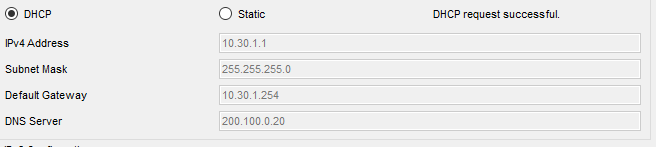 DHCP Static DHCP request successful.
IPv4 Address 10.30.1.1
Subnet Mask 255.255.255.0
Default Gateway 10.30.1.254
DNS Server 200.100.0.20